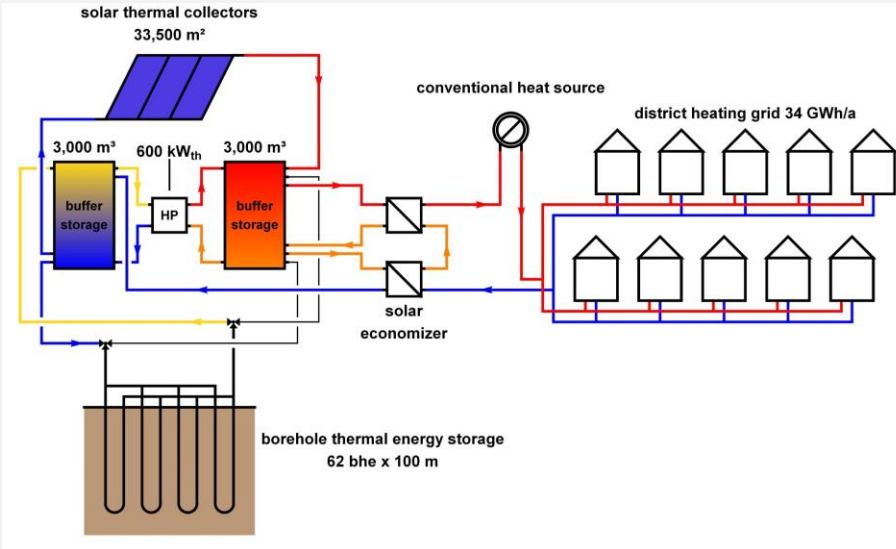 solar thermal collectors
33,500 m²
conventional heat source
district heating grid 34 GWh/a
3,000 m³
600 kWth
3,000 m³
buffer
storage
HP
buffer
storage
solar
economizer
borehole thermal energy storage
62 bhe x 100 m